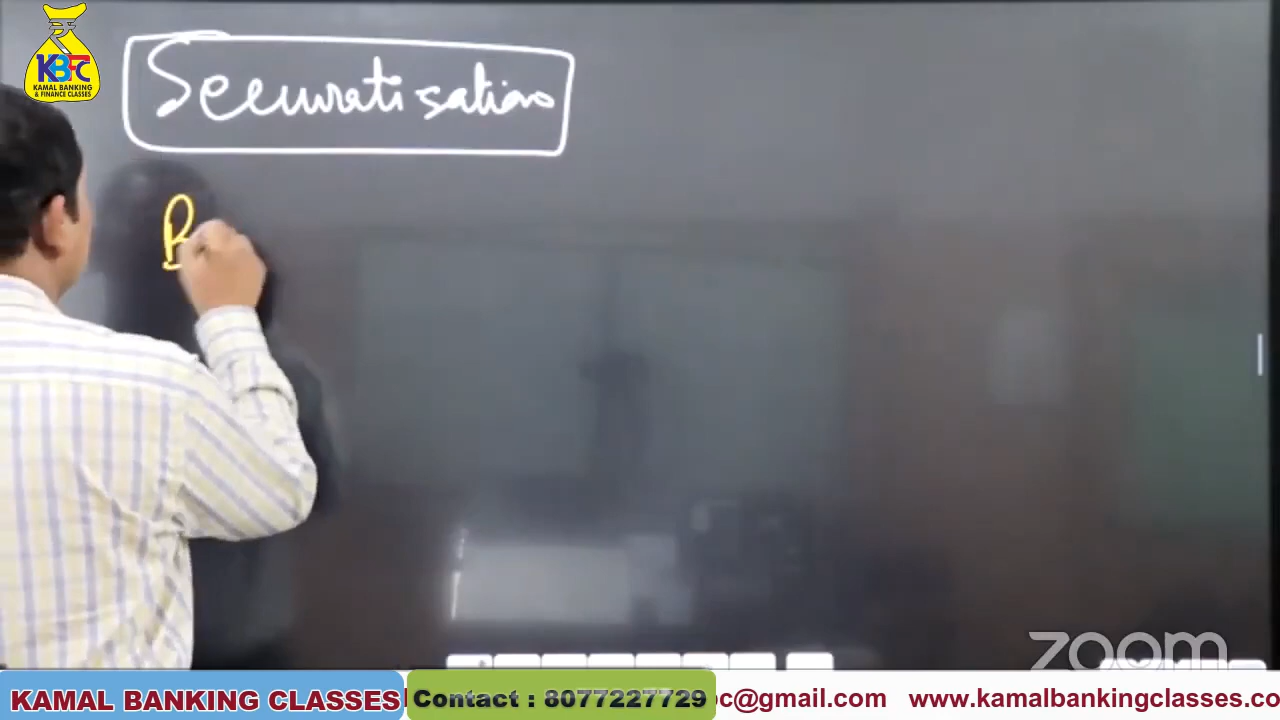 KBFC
KAMAL BANKING
& FINANCE CLASSES
Securatisation
B
zoom
KAMAL BANKING CLASSES
Contact : 8077227729
c@gmail.com
www.kamalbankingclasses.co